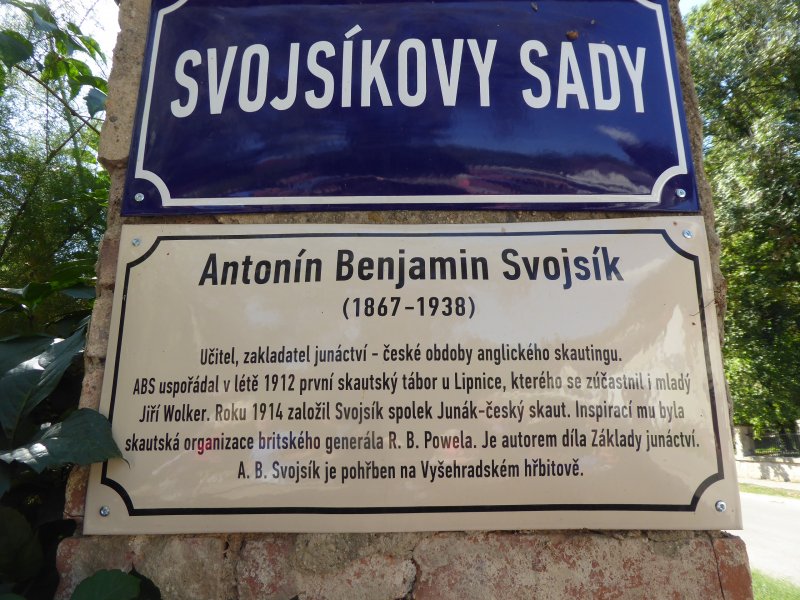 SVOJSÍKOVY SADY
Antonín Benjamin Svojsík
(1867-1938)
Učitel, zakladatel junáctví - české obdoby anglického skautingu.
ABS uspořádal v létě 1912 první skautský tábor u Lipnice, kterého se zúčastnil i mladý
Jiří Wolker. Roku 1914 založil Svojsík spolek Junák-český skaut. Inspirací mu byla
skautská organizace britského generála R. B. Powela. Je autorem díla Základy junáctví.
A. B. Svojsík je pohřben na Vyšehradském hřbitově.